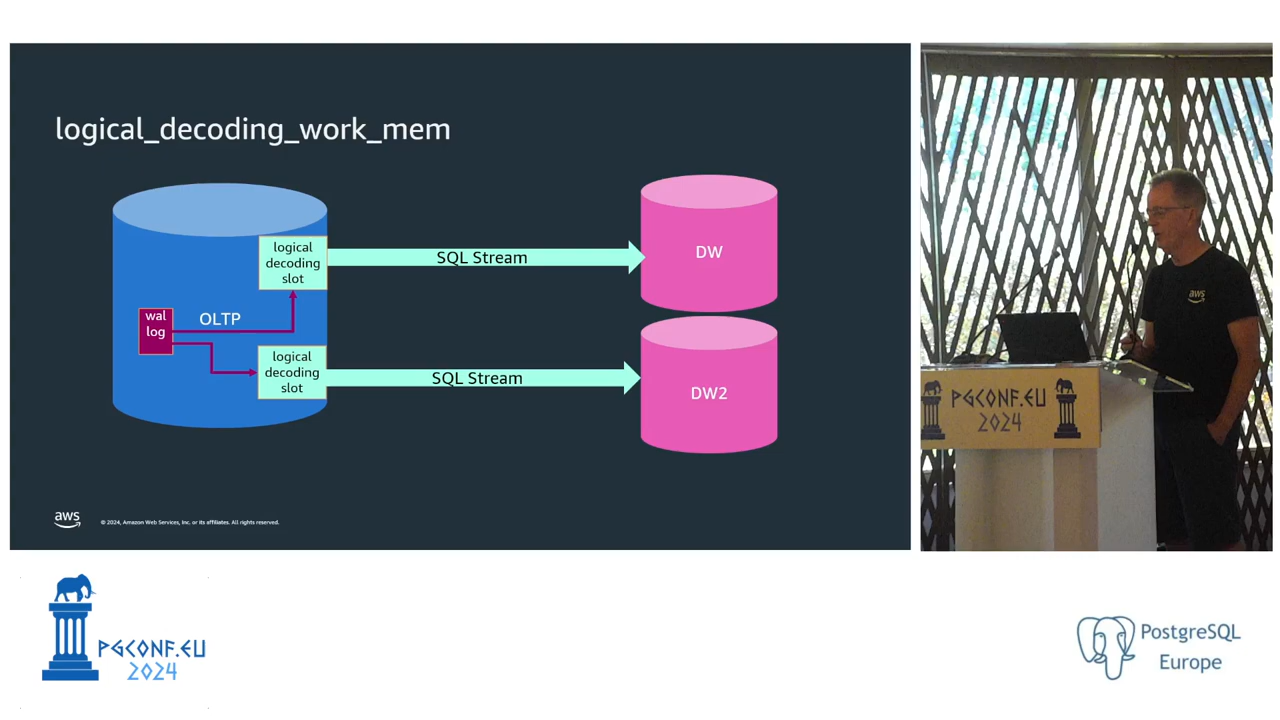 logical_decoding_work_mem
logical
decoding
slot
SQL Stream
DW
wal
log
OLTP
logical
decoding
slot
SQL Stream
DW2
aws
© 2024, Amazon Web Services, Inc. or its affiliates. All rights reserved.
aws
PGCONF.EU
2024
PGCONF.EU
2024
PostgreSQL
Europe